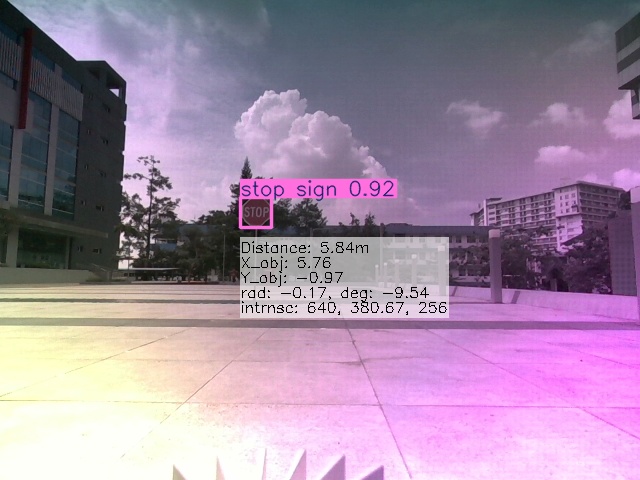 stop sign 0.92
STOP
Distance: 5.84m
X_obj: 5.76
Y_obj: -0.97
rad: -0.17, deg: -9.54
intrnsc: 640, 380.67, 256